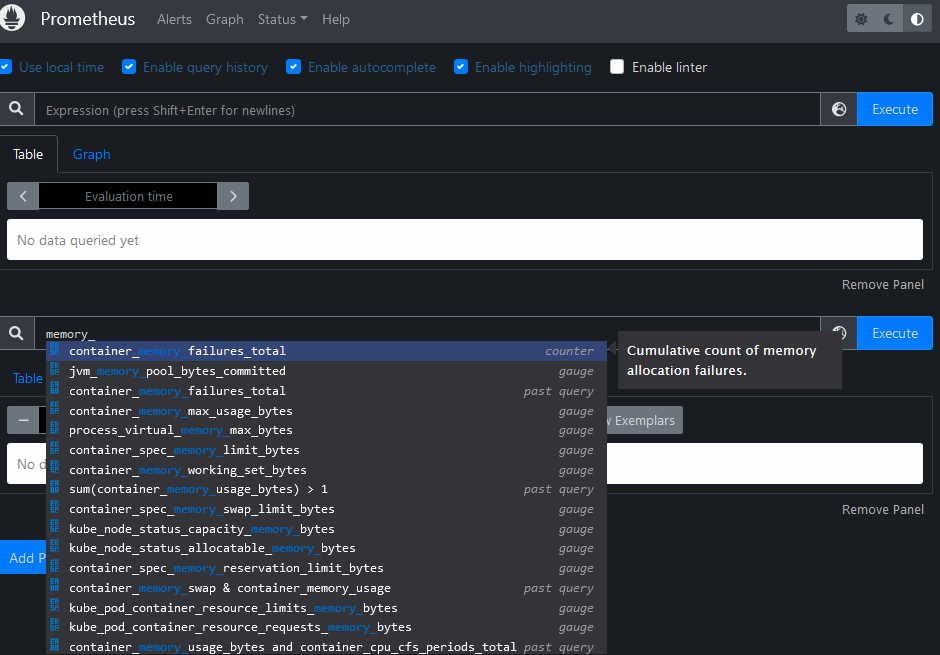 Prometheus Alerts Graph Status Help
Use local time Enable query history Enable autocomplete Enable highlighting Enable linter
Expression (press Shift+Enter for newlines) Execute
Table Graph
Evaluation time
No data queried yet
Remove Panel
memory_ Execute
container_memory_failures_total counter
Cumulative count of memory
allocation failures.
jvm_memory_pool_bytes_committed gauge
Table
container_memory_failures_total past query
container_memory_max_usage_bytes gauge
Exemplars
process_virtual_memory_max_bytes gauge
container_spec_memory_limit_bytes gauge
No
container_memory_working_set_bytes gauge
sum(container_memory_usage_bytes) > 1 past query
container_spec_memory_swap_limit_bytes gauge
Remove Panel
kube_node_status_capacity_memory_bytes gauge
kube_node_status_allocatable_memory_bytes gauge
Add
container_spec_memory_reservation_limit_bytes gauge
container_memory_swap & container_memory_usage past query
kube_pod_container_resource_limits_memory_bytes gauge
kube_pod_container_resource_requests_memory_bytes gauge
container_memory_usage_bytes and container_cpu_cfs_periods_total past query